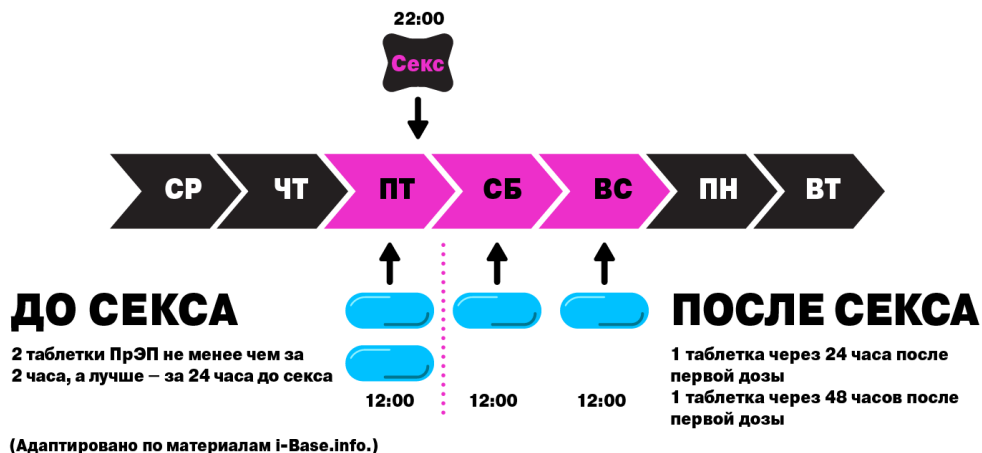 22:00
Секс
СР ЧТ ПТ СБ ВС ПН ВТ
ДО СЕКСА
2 таблетки ПрЭП не менее чем за
2 часа, а лучше – за 24 часа до секса
12:00 12:00 12:00
ПОСЛЕ СЕКСА
1 таблетка через 24 часа после
первой дозы
1 таблетка через 48 часов после
первой дозы
(Адаптировано по материалам i-Base.info.)